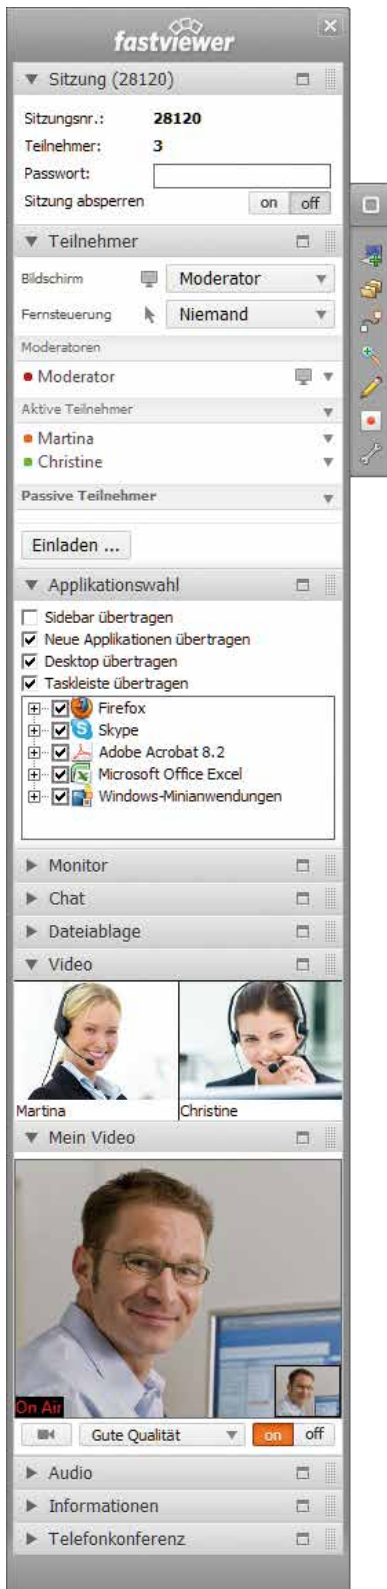 fastviewer
Sitzung (28120)
Sitzungsnr.: 28120
Teilnehmer: 3
Passwort:
Sitzung absperren on off
Teilnehmer
Bildschirm Moderator
Fernsteuerung Niemand
Moderatoren
Moderator
Aktive Teilnehmer
Martina
Christine
Passive Teilnehmer
Einladen ...
Applikationswahl
Sidebar übertragen
Neue Applikationen übertragen
Desktop übertragen
Taskleiste übertragen
Firefox
Skype
Adobe Acrobat 8.2
Microsoft Office Excel
Windows-Minianwendungen
Monitor
Chat
Dateiablage
Video
Martina Christine
Mein Video
On Air
Gute Qualität on off
Audio
Informationen
Telefonkonferenz